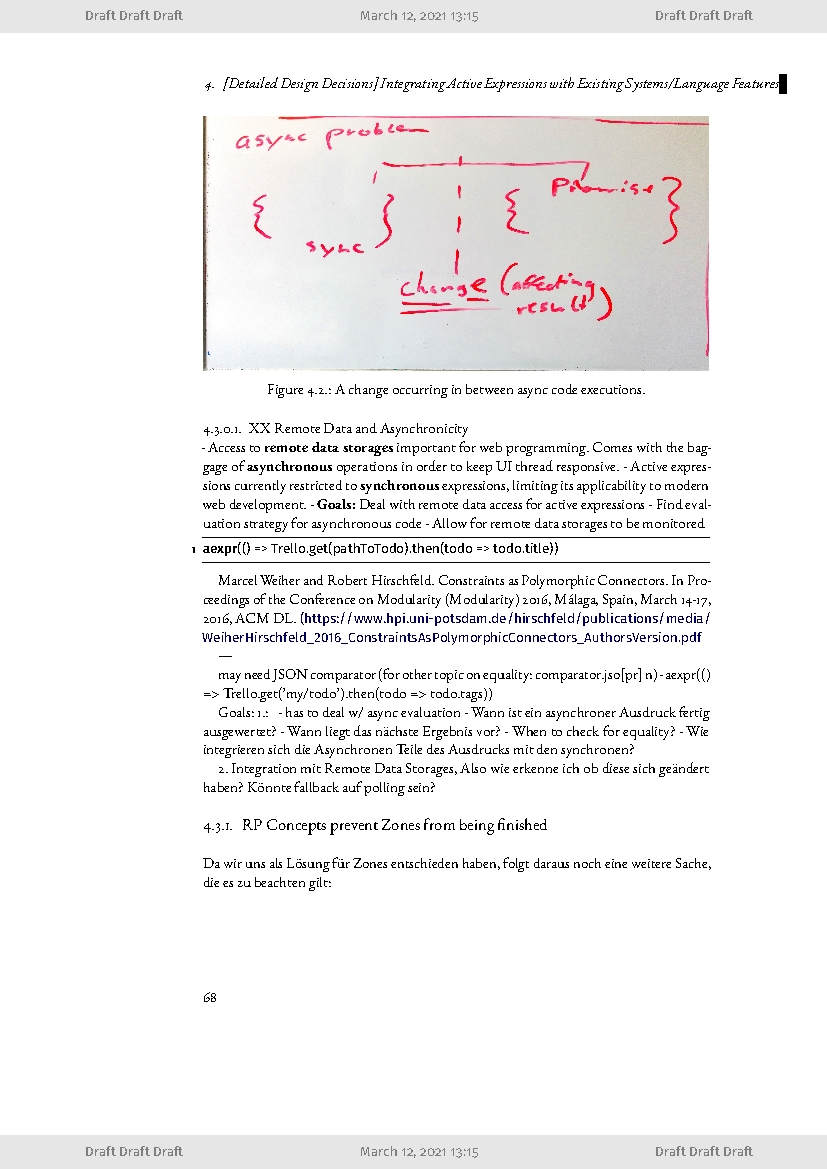 Draft Draft Draft March 12, 2021 13:15 Draft Draft Draft
4. [Detailed Design Decisions] Integrating Active Expressions with Existing Systems/Language Features
async problem
{ } { Promise }
sync
change (affecting
result)
Figure 4.2.: A change occurring in between async code executions.
4.3.0.1. XX Remote Data and Asynchronicity
- Access to remote data storages important for web programming. Comes with the bag-
gage of asynchronous operations in order to keep UI thread responsive. - Active expres-
sions currently restricted to synchronous expressions, limiting its applicability to modern
web development. - Goals: Deal with remote data access for active expressions - Find eval-
uation strategy for asynchronous code - Allow for remote data storages to be monitored
1 aexpr(() => Trello.get(pathToTodo).then(todo => todo.title))
Marcel Weiher and Robert Hirschfeld. Constraints as Polymorphic Connectors. In Pro-
ceedings of the Conference on Modularity (Modularity) 2016, Málaga, Spain, March 14-17,
2016, ACM DL. (https://www.hpi.uni-potsdam.de/hirschfeld/publications/media/
WeiherHirschfeld_2016_ConstraintsAsPolymorphicConnectors_AuthorsVersion.pdf
—
may need JSON comparator (for other topic on equality: comparator.jso[pr] n) - aexpr(()
=> Trello.get('my/todo').then(todo => todo.tags))
Goals: 1.: - has to deal w/ async evaluation - Wann ist ein asynchroner Ausdruck fertig
ausgewertet? - Wann liegt das nächste Ergebnis vor? - When to check for equality? - Wie
integrieren sich die Asynchronen Teile des Ausdrucks mit den synchronen?
2. Integration mit Remote Data Storages, Also wie erkenne ich ob diese sich geändert
haben? Könnte fallback auf polling sein?
4.3.1. RP Concepts prevent Zones from being finished
Da wir uns als Lösung für Zones entschieden haben, folgt daraus noch eine weitere Sache,
die es zu beachten gilt:
68
Draft Draft Draft March 12, 2021 13:15 Draft Draft Draft